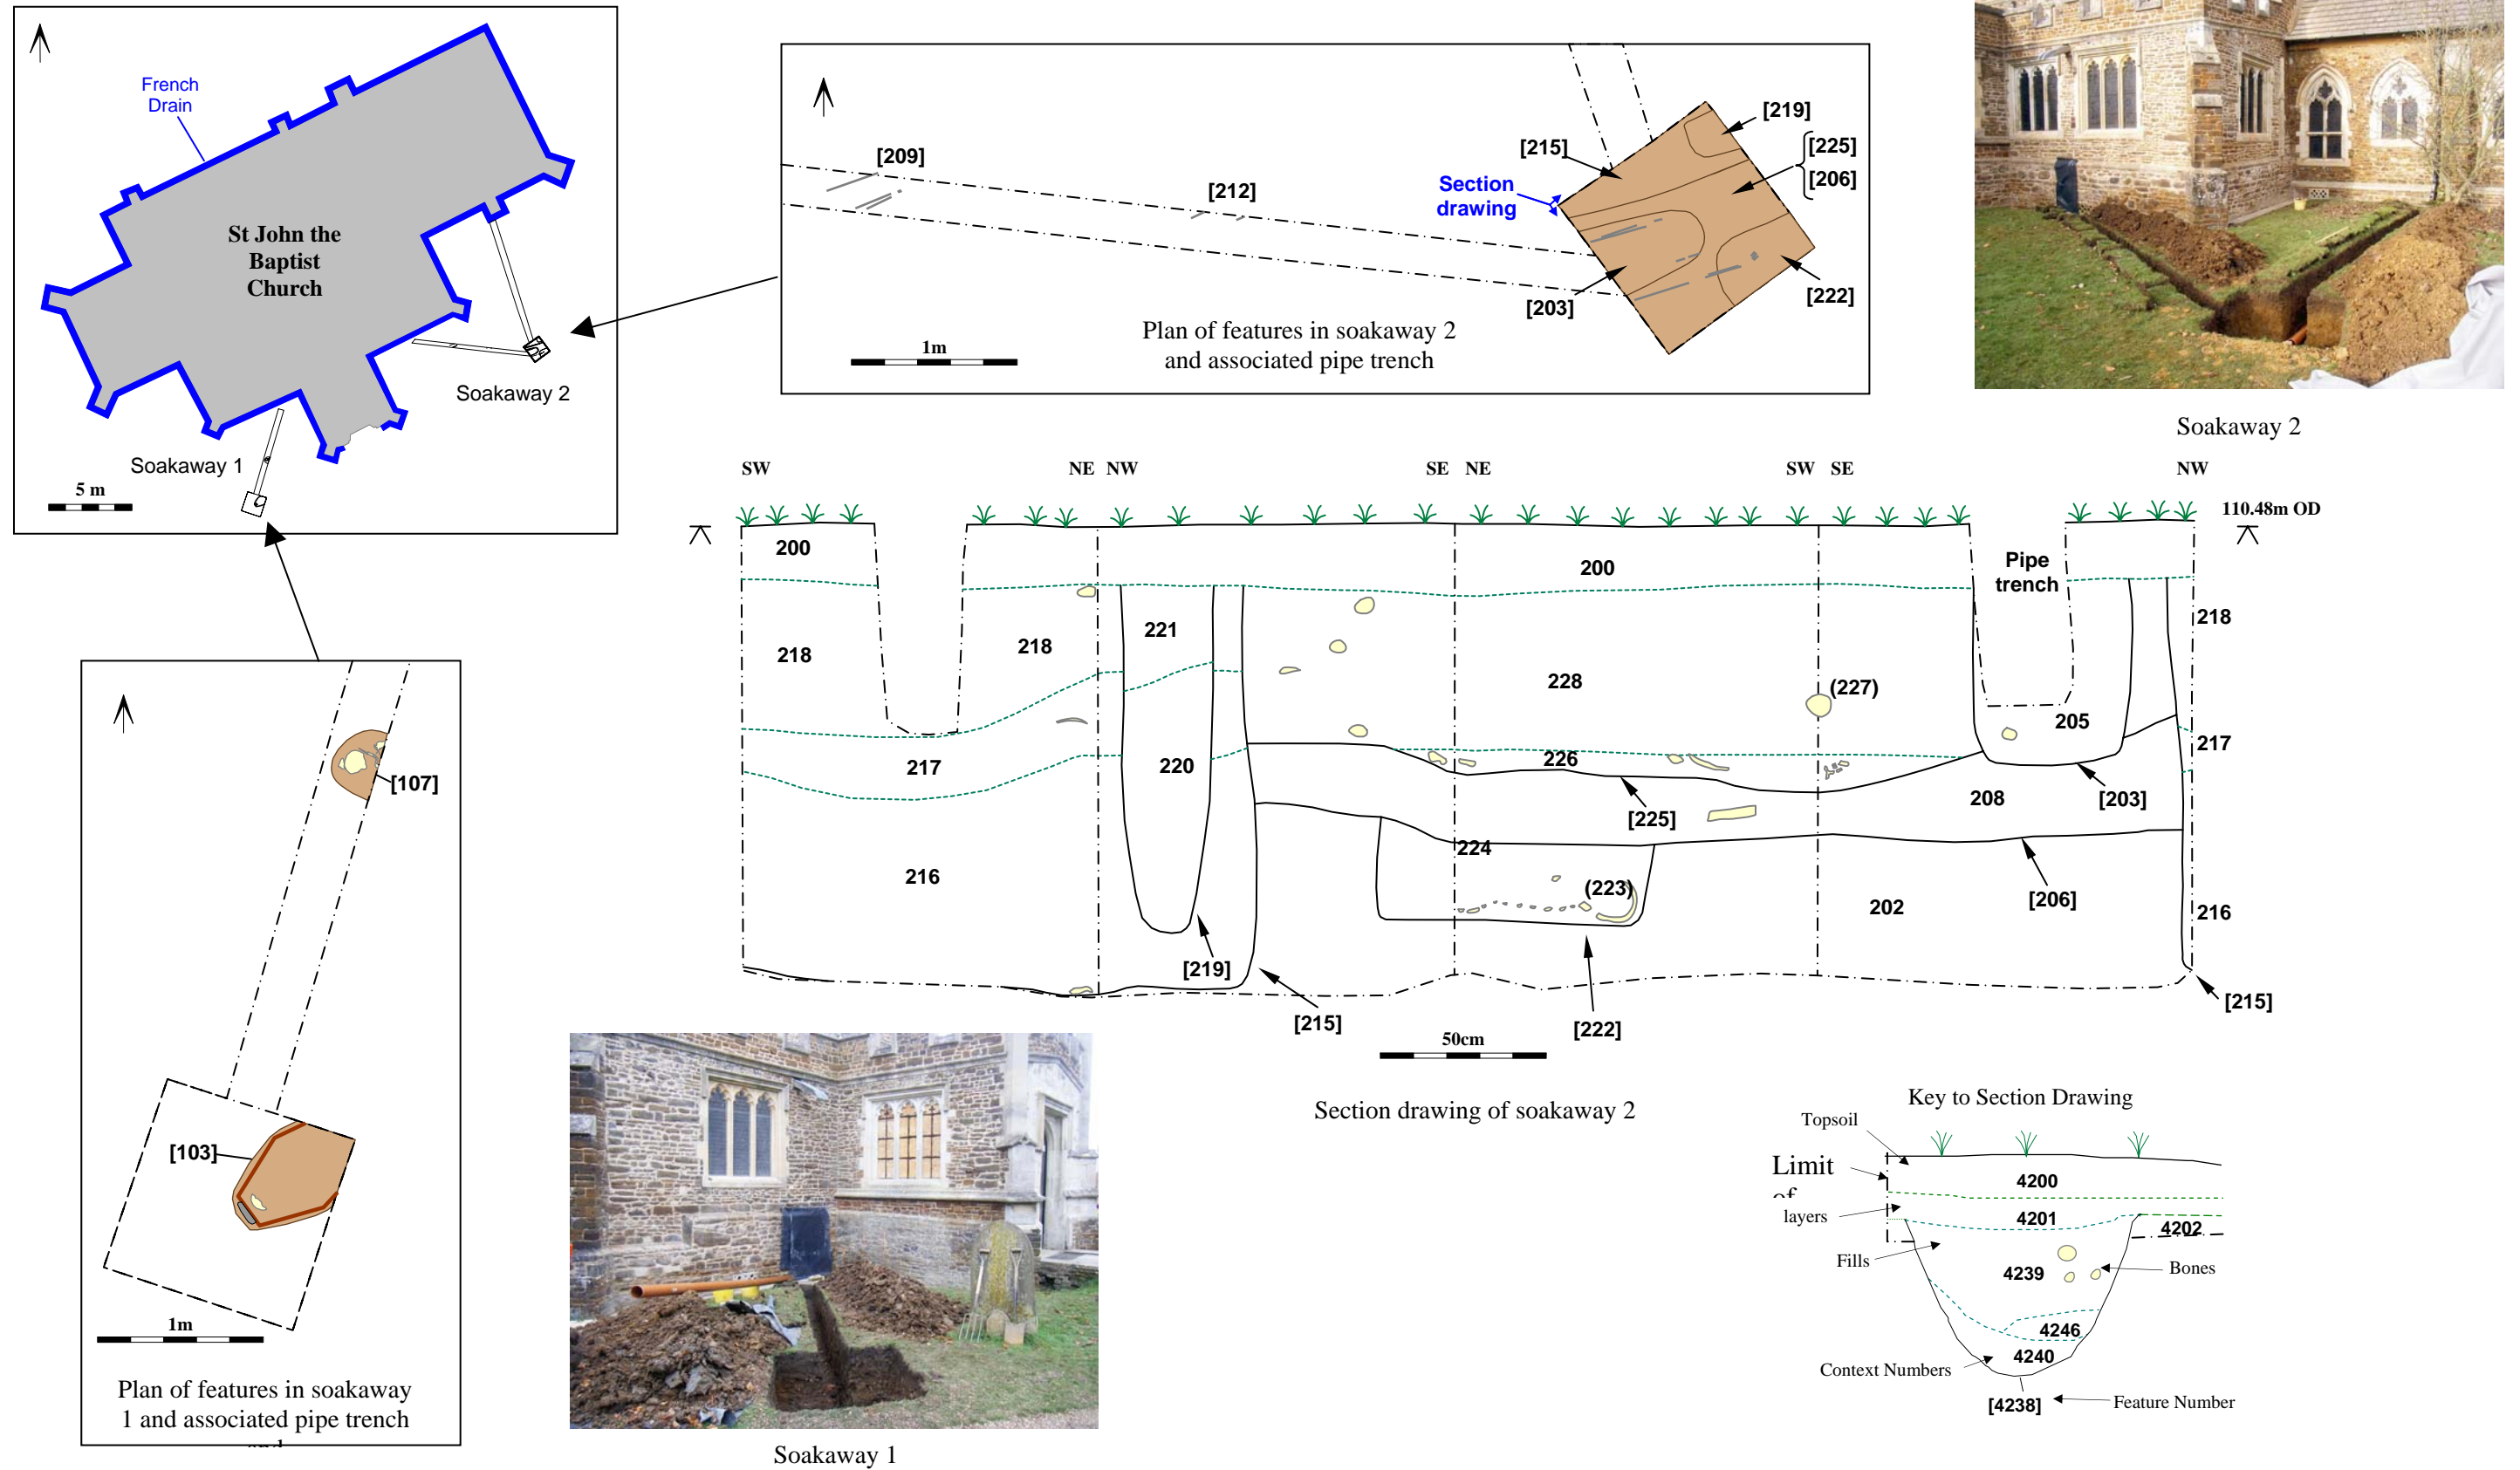 French
Drain
St John the
Baptist
Church
Soakaway 2
Soakaway 1
5 m
[209]
[212]
[215]
Section
drawing
[219]
[225]
[206]
[203]
[222]
1m
Plan of features in soakaway 2
and associated pipe trench
Soakaway 2
SW NE NW SE NE SW SE NW
110.48m OD
200
200
Pipe
trench
218
218
221
218
228
(227)
205
217
217
220
226
208
[203]
[225]
224
216
(223)
202
[206]
216
[219]
[215]
[222]
[215]
50cm
Section drawing of soakaway 2
[107]
[103]
1m
Plan of features in soakaway
1 and associated pipe trench
Soakaway 1
Key to Section Drawing
Topsoil
Limit
of
layers
4200
4201
4202
Fills
4239
Bones
4246
4240
Context Numbers
[4238]
Feature Number